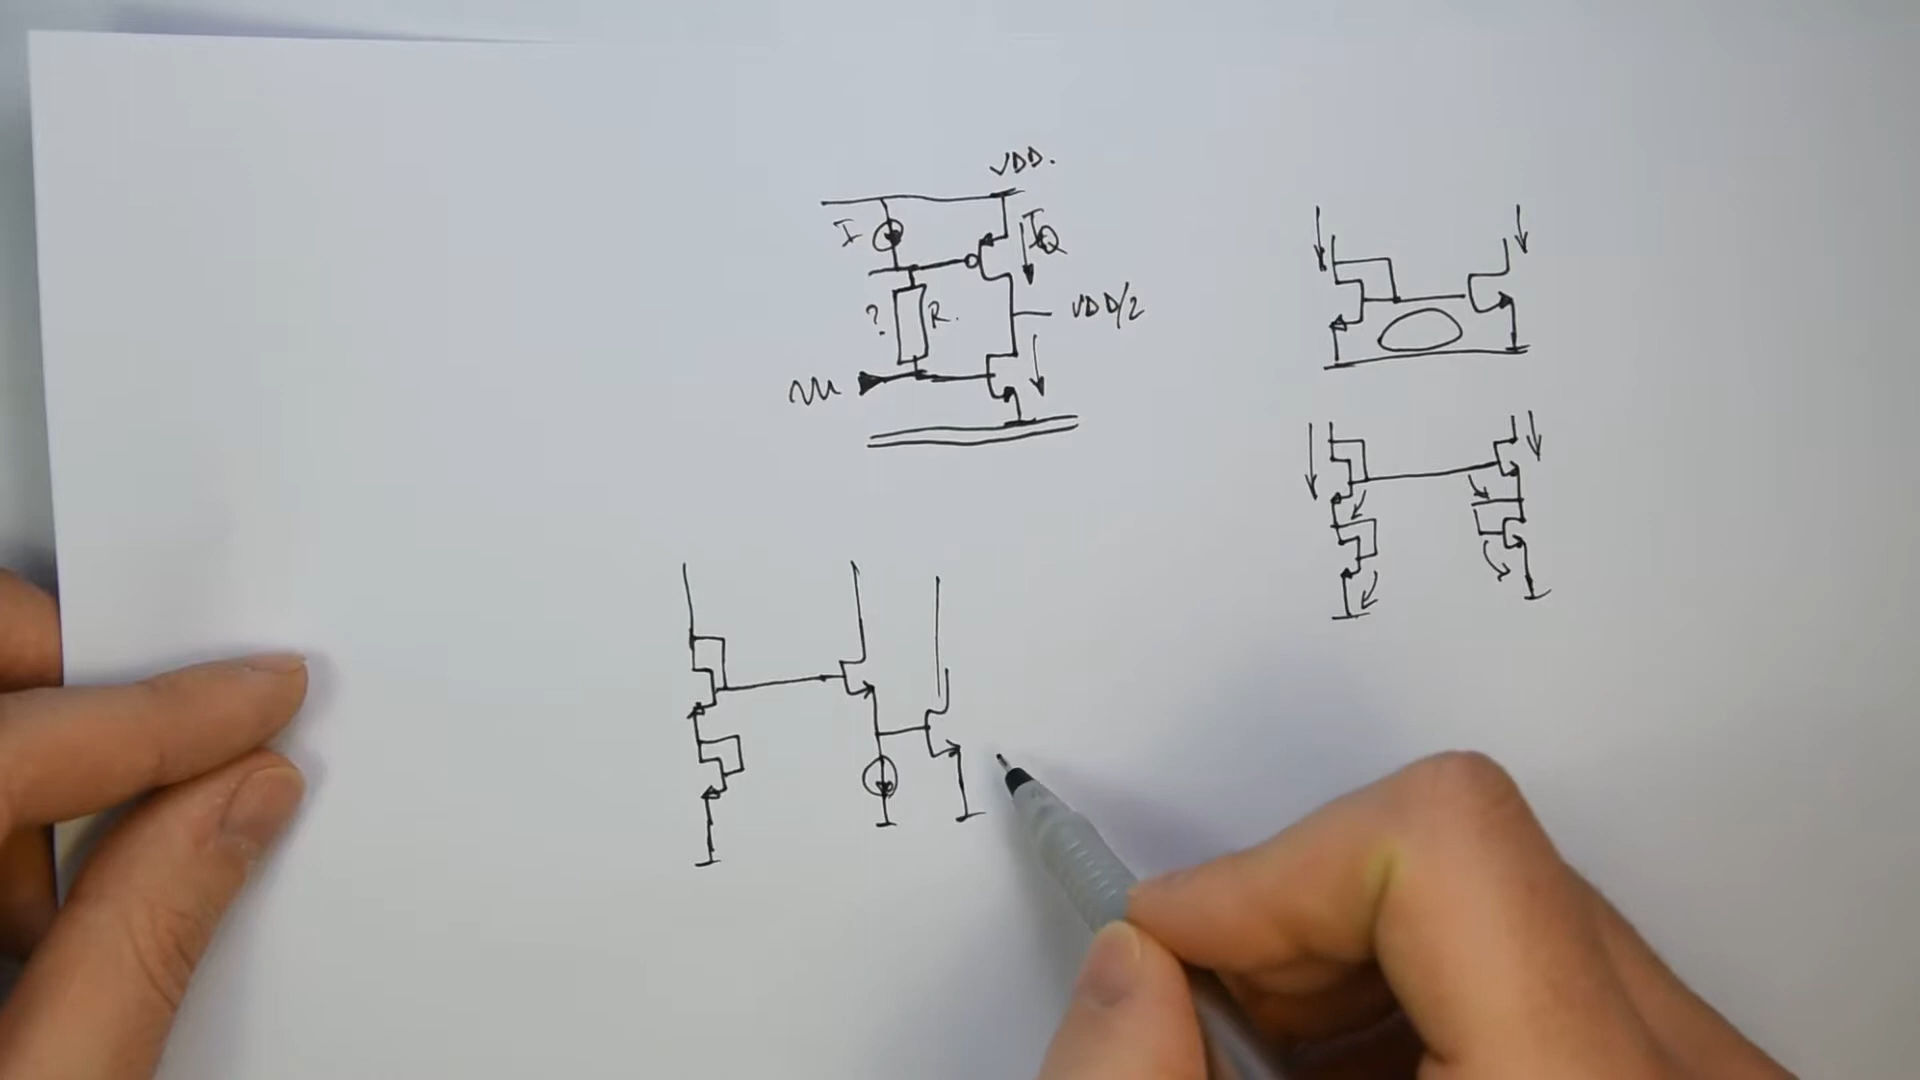 VDD.
I
IQ
? R.
VDD/2